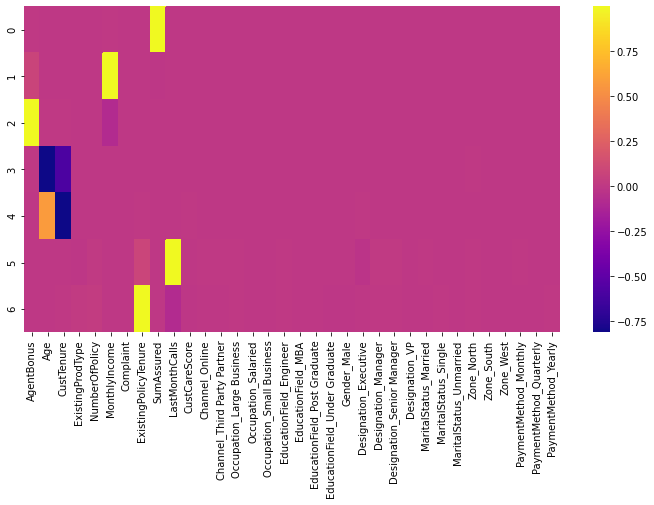 0
1
2
3
4
5
6
AgentBonus
Age
CustTenure
ExistingProdType
NumberOfPolicy
MonthlyIncome
Complaint
ExistingPolicyTenure
SumAssured
LastMonthCalls
CustCareScore
Channel_Online
Channel_Third Party Partner
Occupation_Large Business
Occupation_Salaried
Occupation_Small Business
EducationField_Engineer
EducationField_MBA
EducationField_Post Graduate
EducationField_Under Graduate
Gender_Male
Designation_Executive
Designation_Manager
Designation_Senior Manager
Designation_VP
MaritalStatus_Married
MaritalStatus_Single
MaritalStatus_Unmarried
Zone_North
Zone_South
Zone_West
PaymentMethod_Monthly
PaymentMethod_Quarterly
PaymentMethod_Yearly
0.75
0.50
0.25
0.00
−0.25
−0.50
−0.75